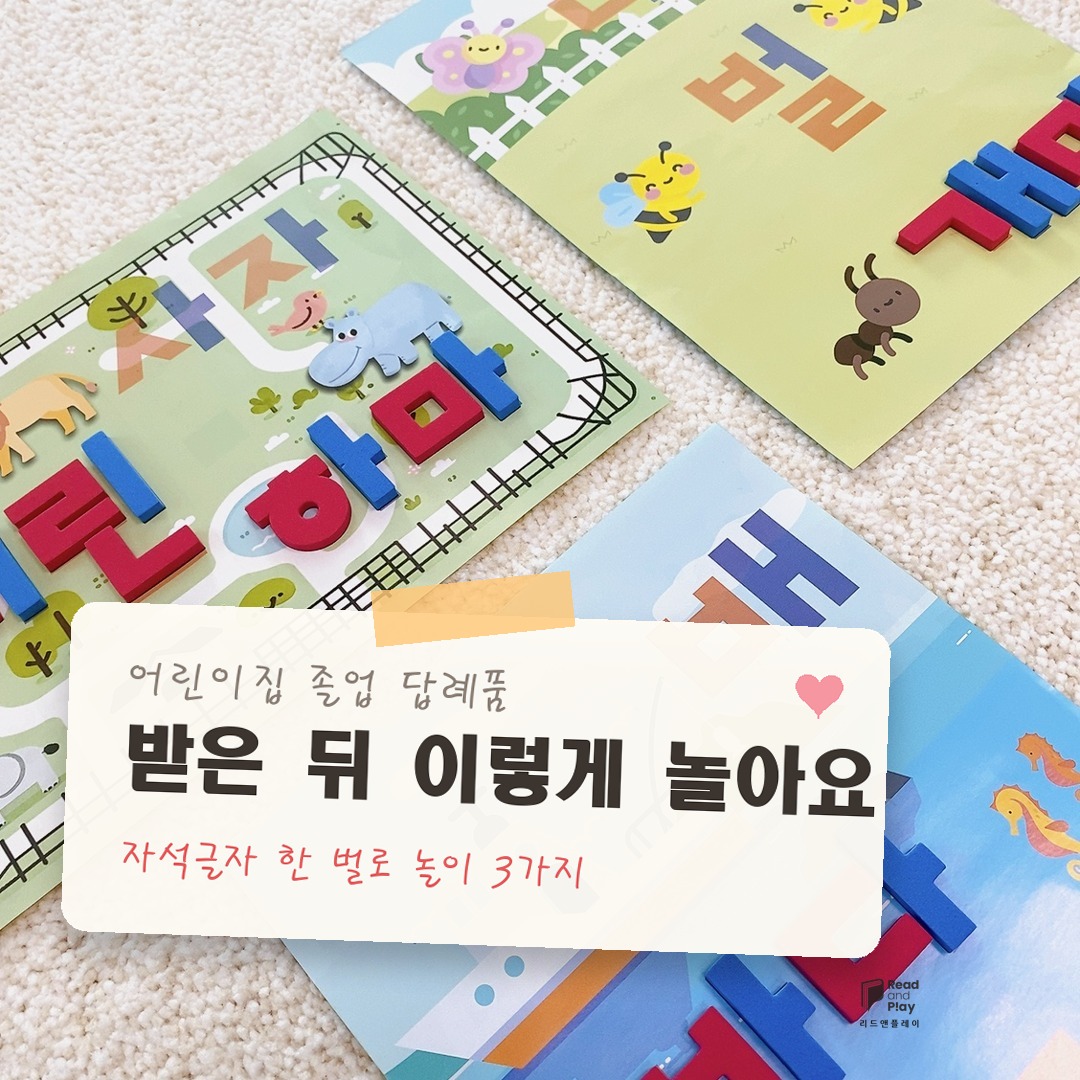 벌
개미
사자
기린 하마
배
어린이집 졸업 답례품
받은 뒤 이렇게 놀아요
자석글자 한 벌로 놀이 3가지
Read
and
Play
리드앤플레이